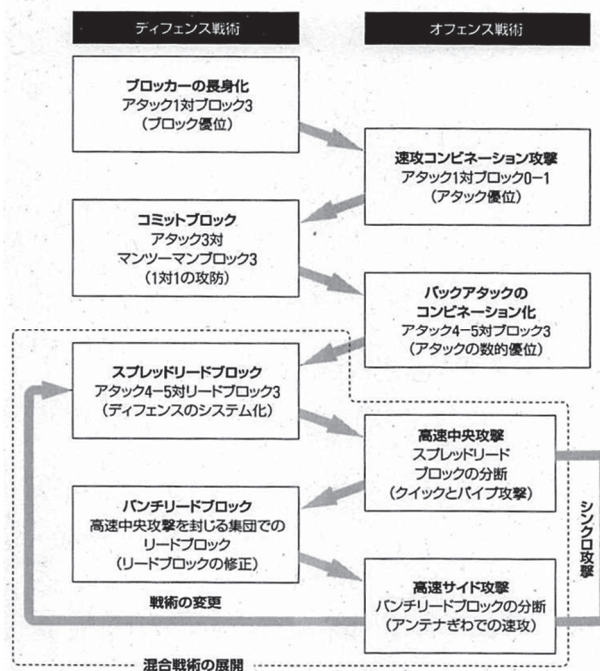 ディフェンス戦術
オフェンス戦術
ブロッカーの長身化
アタック1対ブロック3
(ブロック優位)
速攻コンビネーション攻撃
アタック1対ブロック0-1
(アタック優位)
コミットブロック
アタック3対
マンツーマンブロック3
(1対1の攻防)
バックアタックの
コンビネーション化
アタック4-5対ブロック3
(アタックの数的優位)
スプレッドリードブロック
アタック4-5対リードブロック3
(ディフェンスのシステム化)
高速中央攻撃
スプレッドリード
ブロックの分断
(クイックとパイプ攻撃)
バンチリードブロック
高速中央攻撃を封じる集団での
リードブロック
(リードブロックの修正)
高速サイド攻撃
バンチリードブロックの分断
(アンテナぎわでの速攻)
シンクロ攻撃
戦術の変更
混合戦術の展開